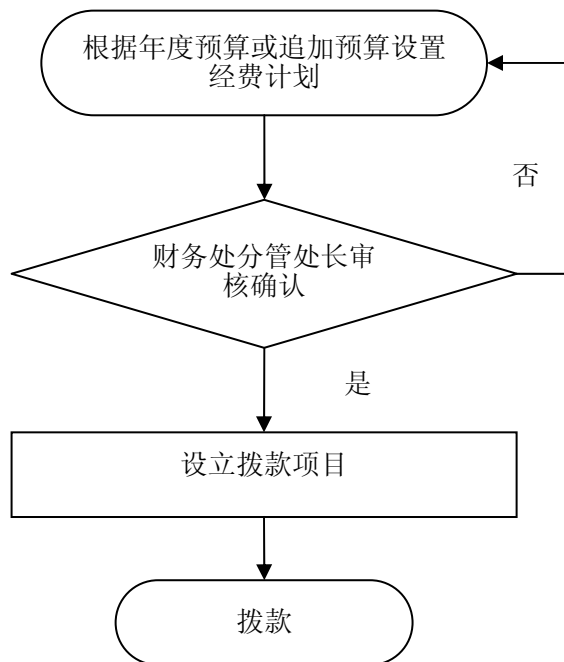 根据年度预算或追加预算设置
经费计划
否
财务处分管处长审
核确认
是
设立拨款项目
拨款